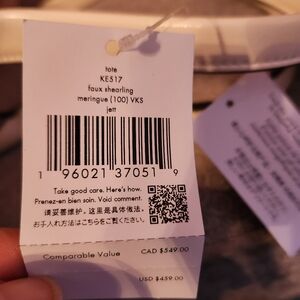 tote
KE517
faux shearling
meringue (100) VKS
jett
1 96021 37051 9
Take good care. Here's how.
Prenez-en bien soin. Voici comment.
请妥善维护。这里是具体做法。
お手入れ方法はこちらをご覧ください。
Comparable Value CAD $549.00
USD $459.00